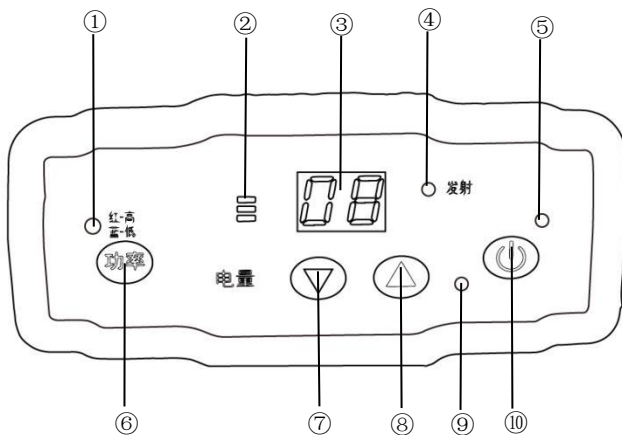 ① ② ③ ④ ⑤
08
发射
红-高
蓝-低
功率
电量
⑥ ⑦ ⑧ ⑨ ⑩